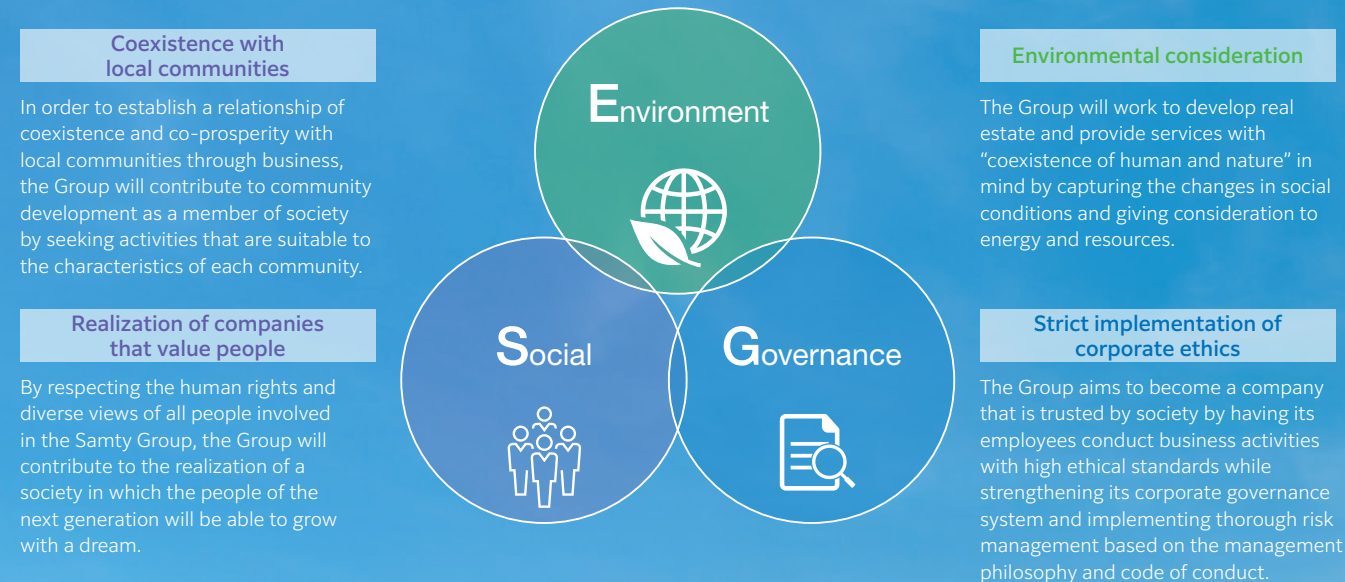 Coexistence with
local communities
In order to establish a relationship of
coexistence and co-prosperity with
local communities through business,
the Group will contribute to community
development as a member of society
by seeking activities that are suitable to
the characteristics of each community.
Realization of companies
that value people
By respecting the human rights and
diverse views of all people involved
in the Samty Group, the Group will
contribute to the realization of a
society in which the people of the
next generation will be able to grow
with a dream.
Environment
Social
Governance
Environmental consideration
The Group will work to develop real
estate and provide services with
“coexistence of human and nature” in
mind by capturing the changes in social
conditions and giving consideration to
energy and resources.
Strict implementation of
corporate ethics
The Group aims to become a company
that is trusted by society by having its
employees conduct business activities
with high ethical standards while
strengthening its corporate governance
system and implementing thorough risk
management based on the management
philosophy and code of conduct.